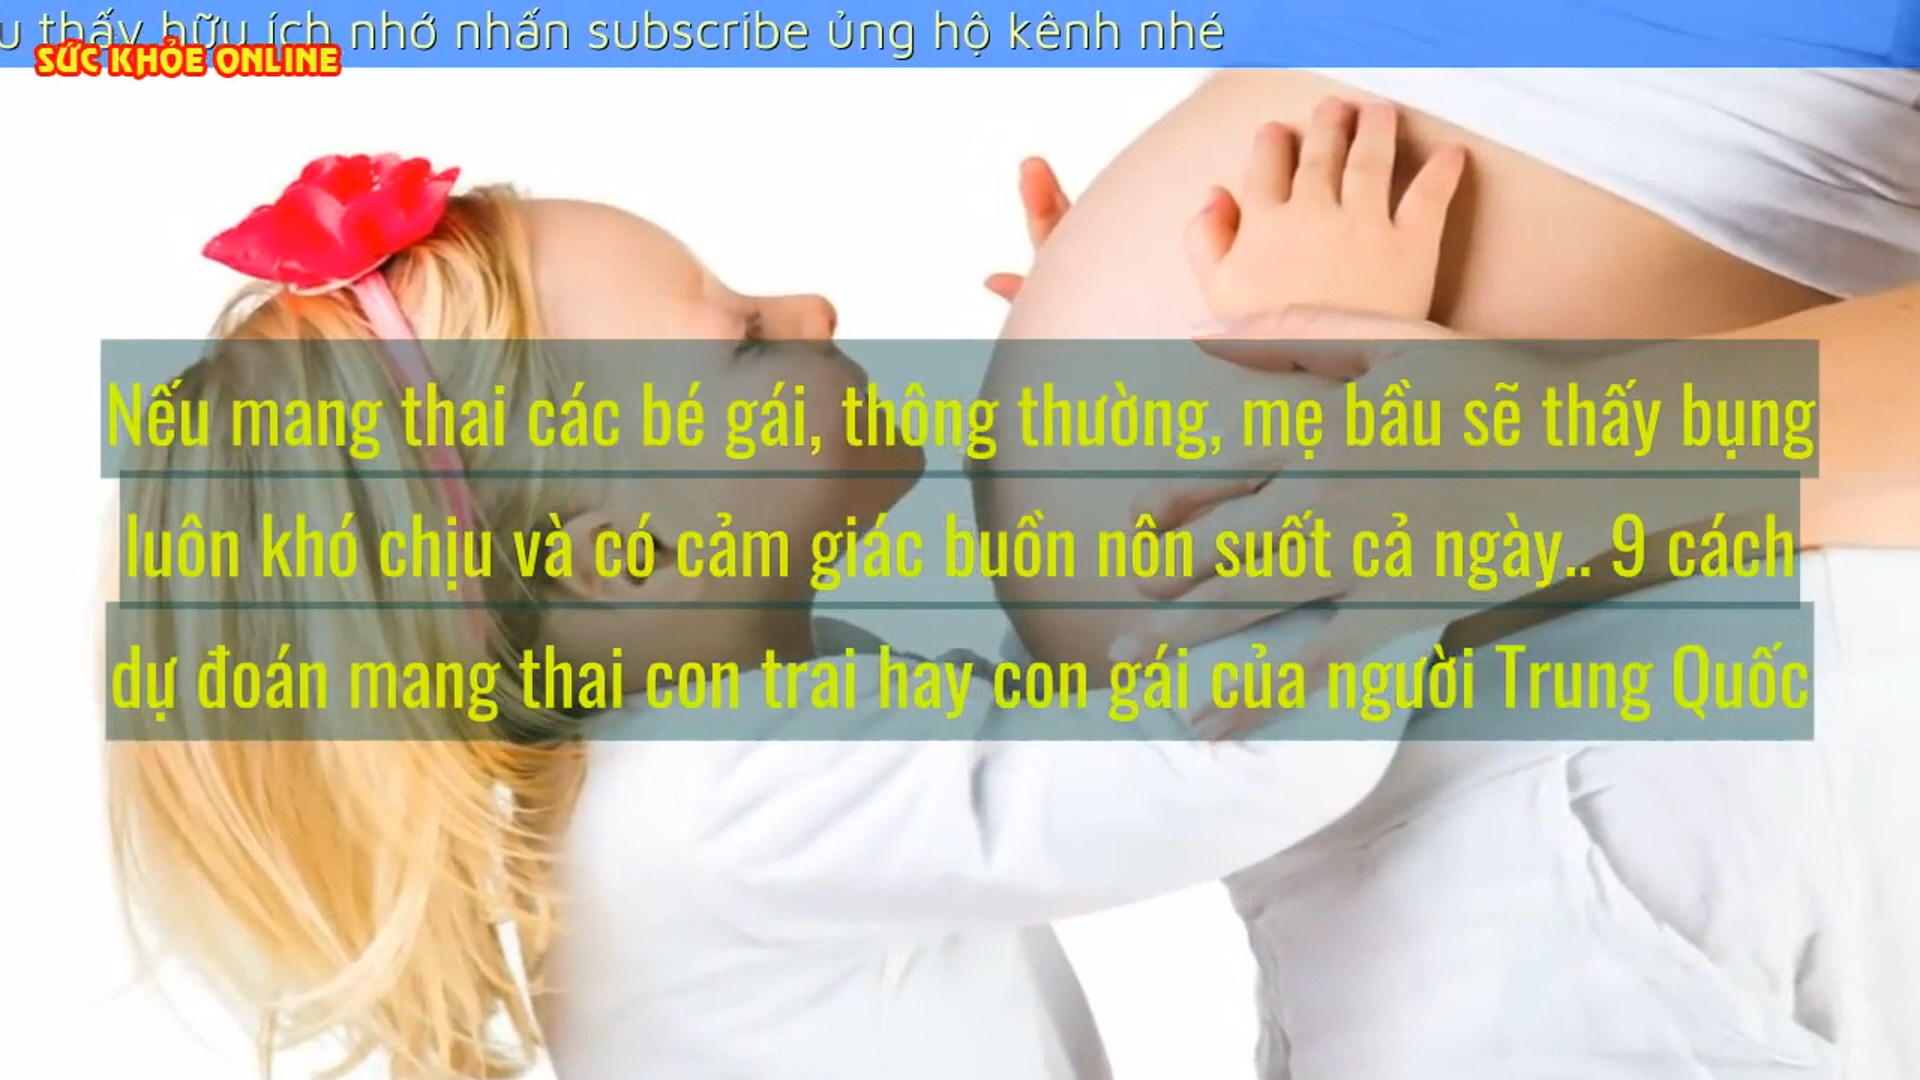 thấy hữu ích nhớ nhấn subscribe ủng hộ kênh nhé
SỨC KHỎE ONLINE
Nếu mang thai các bé gái, thông thường, mẹ bầu sẽ thấy bụng
luôn khó chịu và có cảm giác buồn nôn suốt cả ngày.. 9 cách
dự đoán mang thai con trai hay con gái của người Trung Quốc